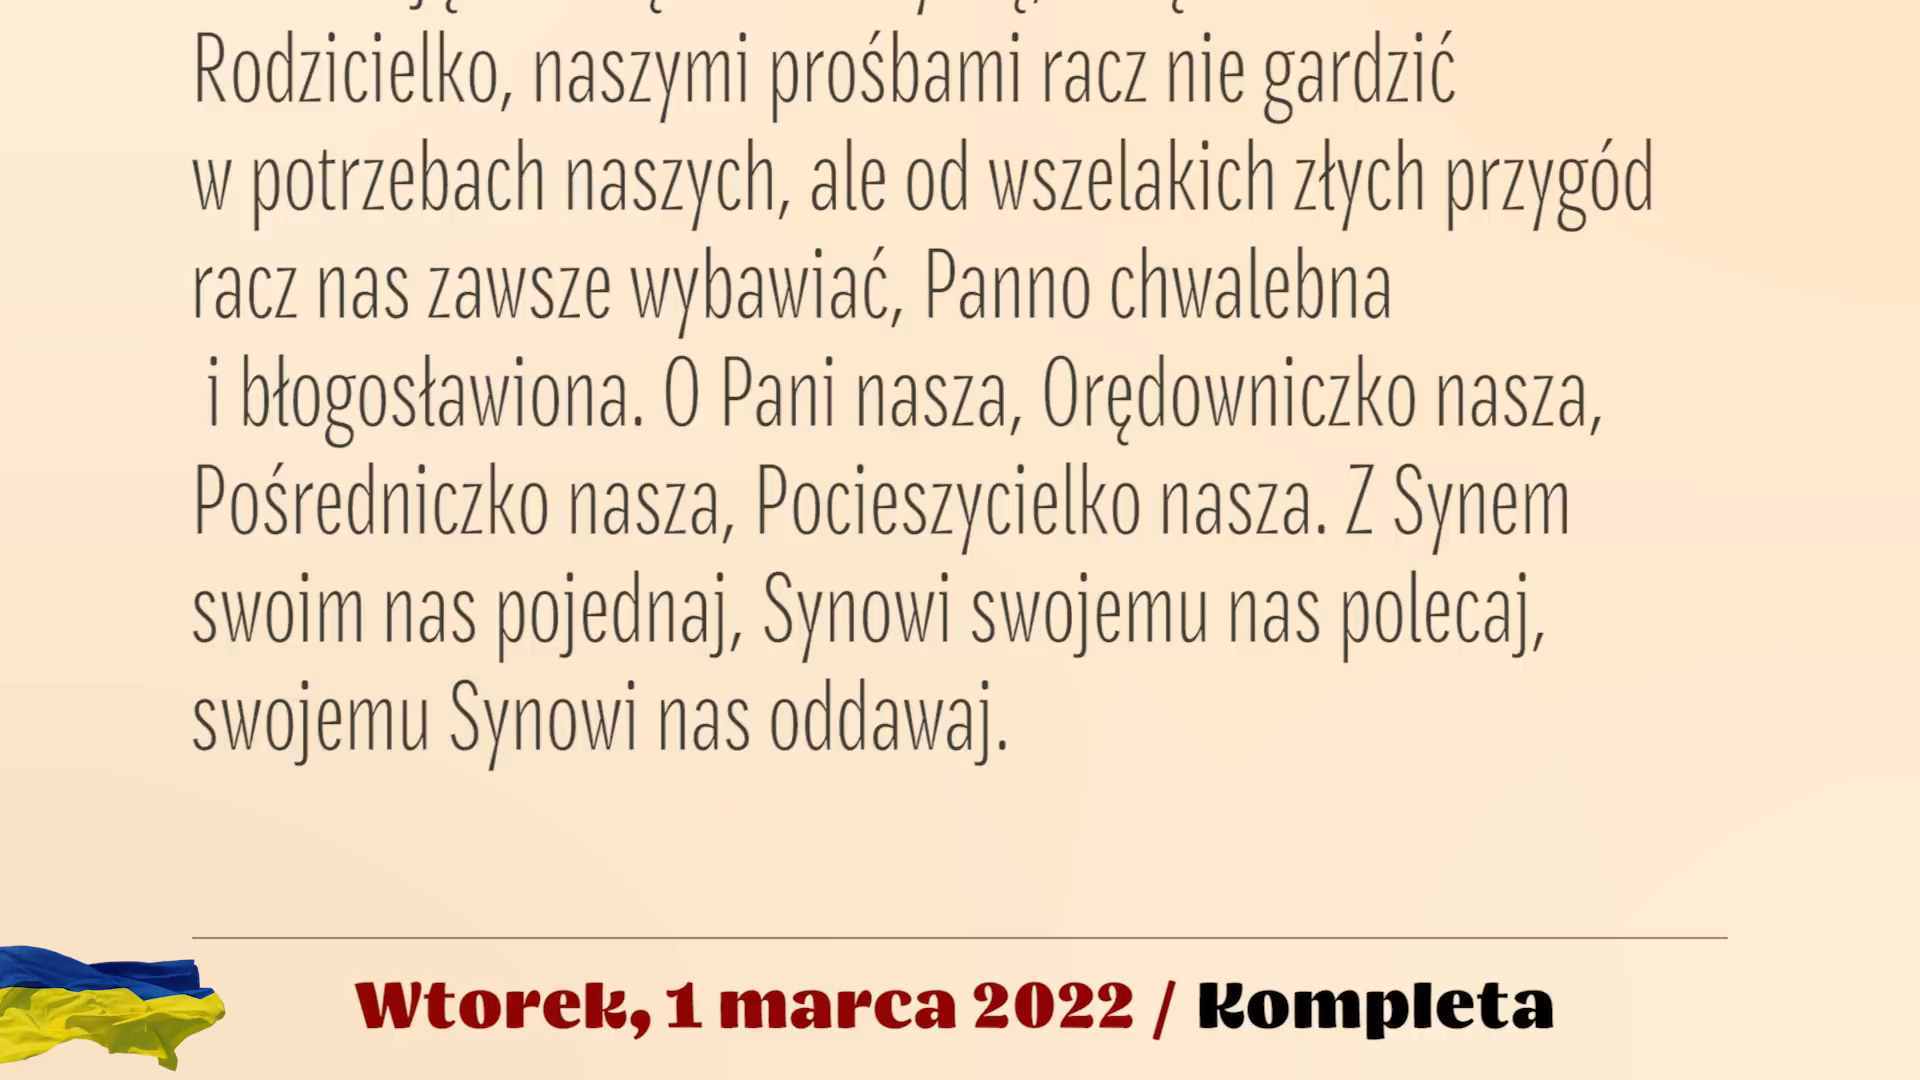 Rodzicielko, naszymi prośbami racz nie gardzić
w potrzebach naszych, ale od wszelakich złych przygód
racz nas zawsze wybawiać, Panno chwalebna
i błogosławiona. O Pani nasza, Orędowniczko nasza,
Pośredniczko nasza, Pocieszycielko nasza. Z Synem
swoim nas pojednaj, Synowi swojemu nas polecaj,
swojemu Synowi nas oddawaj.
Wtorek, 1 marca 2022 / Kompleta